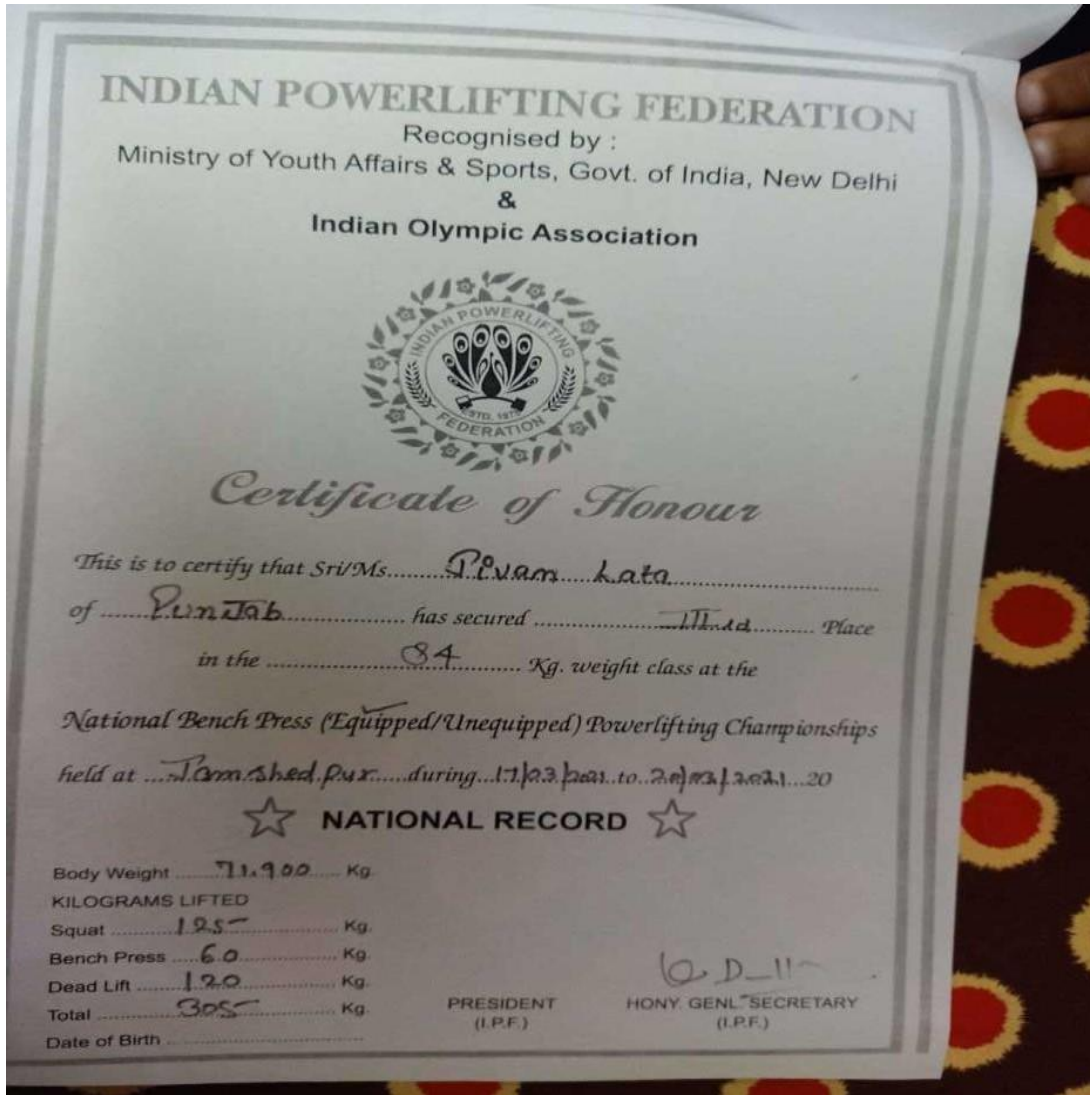 INDIAN POWERLIFTING FEDERATION
Recognised by :
Ministry of Youth Affairs & Sports, Govt. of India, New Delhi
&
Indian Olympic Association
INDIAN POWERLIFTING
ESTD. 1975
FEDERATION
Certificate of Honour
This is to certify that Sri/Ms. Lata
of PunJab has secured IIIrd Place
in the 84 Kg. weight class at the
National Bench Press (Equipped/Unequipped) Powerlifting Championships
held at Jamshedpur during 17/03/2021 to 20/03/2021 20
NATIONAL RECORD
Body Weight 71.900 Kg.
KILOGRAMS LIFTED
Squat 125 Kg.
Bench Press 60 Kg.
Dead Lift 120 Kg.
Total 305 Kg.
PRESIDENT HONY. GENL. SECRETARY
(I.P.F.) (I.P.F.)
Date of Birth